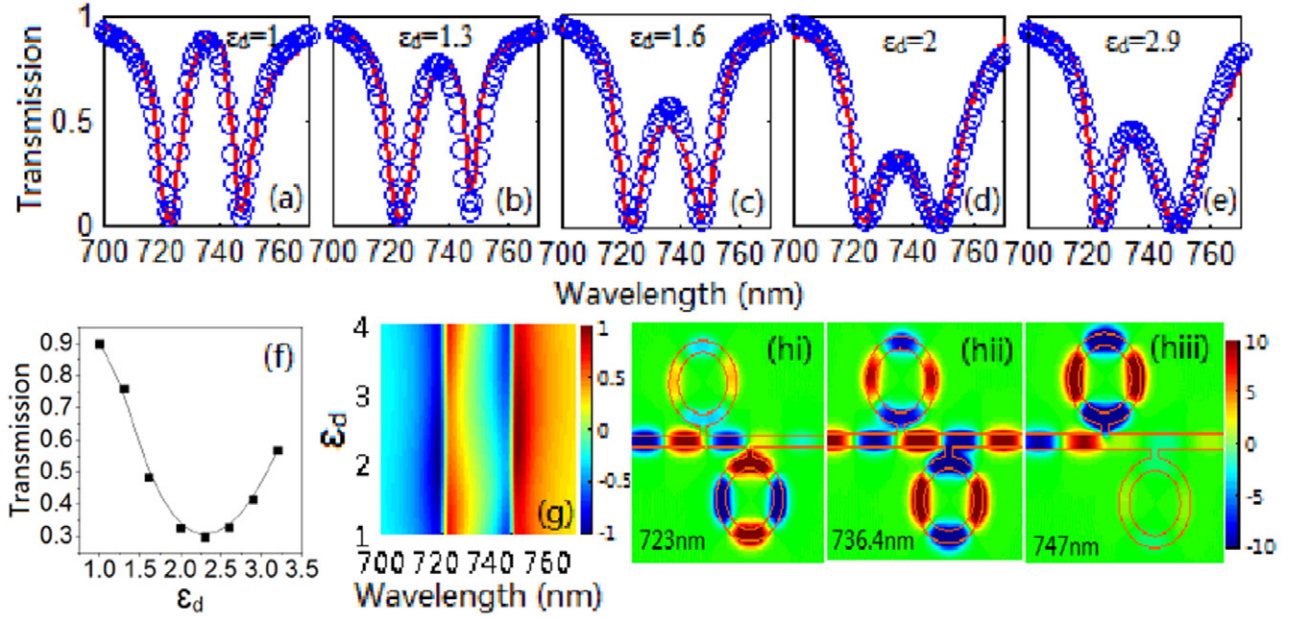 Transmission
1
0.5
0
εd=1
(a)
εd=1.3
(b)
εd=1.6
(c)
εd=2
(d)
εd=2.9
(e)
700 720 740 760
700 720 740 760
700 720 740 760
700 720 740 760
700 720 740 760
Wavelength (nm)
Transmission
0.9
0.8
0.7
0.6
0.5
0.4
0.3
(f)
1.0 1.5 2.0 2.5 3.0 3.5
εd
εd
4
3
2
1
(g)
700 720 740 760
Wavelength (nm)
1
0.5
0
-0.5
-1
(hi)
723nm
(hii)
736.4nm
(hiii)
747nm
10
5
0
-5
-10